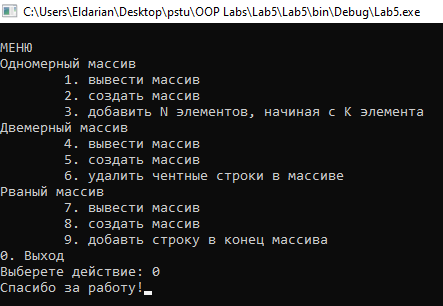 C:\Users\Eldarian\Desktop\pstu\OOP Labs\Lab5\Lab5\bin\Debug\Lab5.exe
МЕНЮ
Одномерный массив
1. вывести массив
2. создать массив
3. добавить N элементов, начиная с K элемента
Двемерный массив
4. вывести массив
5. создать массив
6. удалить чентные строки в массиве
Рваный массив
7. вывести массив
8. создать массив
9. добавть строку в конец массива
0. Выход
Выберете действие: 0
Спасибо за работу!